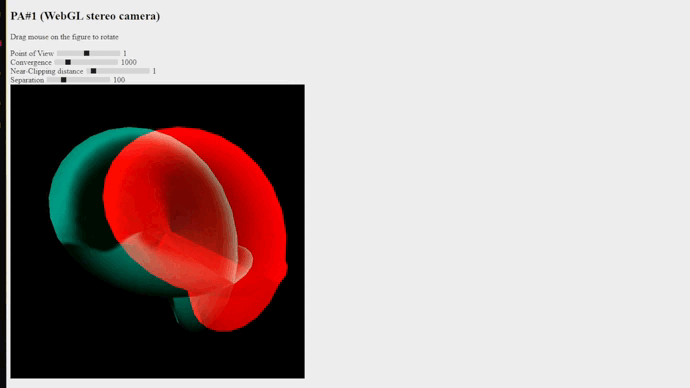 PA#1 (WebGL stereo camera)
Drag mouse on the figure to rotate
Point of View 1
Convergence 1000
Near-Clipping distance 1
Separation 100